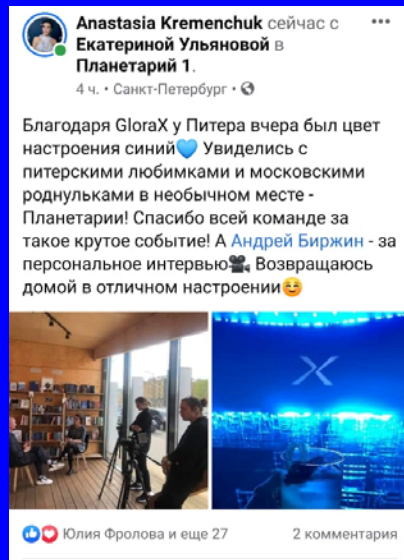 Anastasia Kremenchuk сейчас с
Екатериной Ульяновой в
Планетарий 1.
4 ч. • Санкт-Петербург •
Благодаря GloraX у Питера вчера был цвет
настроения синий💙 Увиделись с
питерскими любимками и московскими
роднульками в необычном месте -
Планетарии! Спасибо всей команде за
такое крутое событие! А Андрей Биржин - за
персональное интервью🎥 Возвращаюсь
домой в отличном настроении☺️
X
Юлия Фролова и еще 27 2 комментария